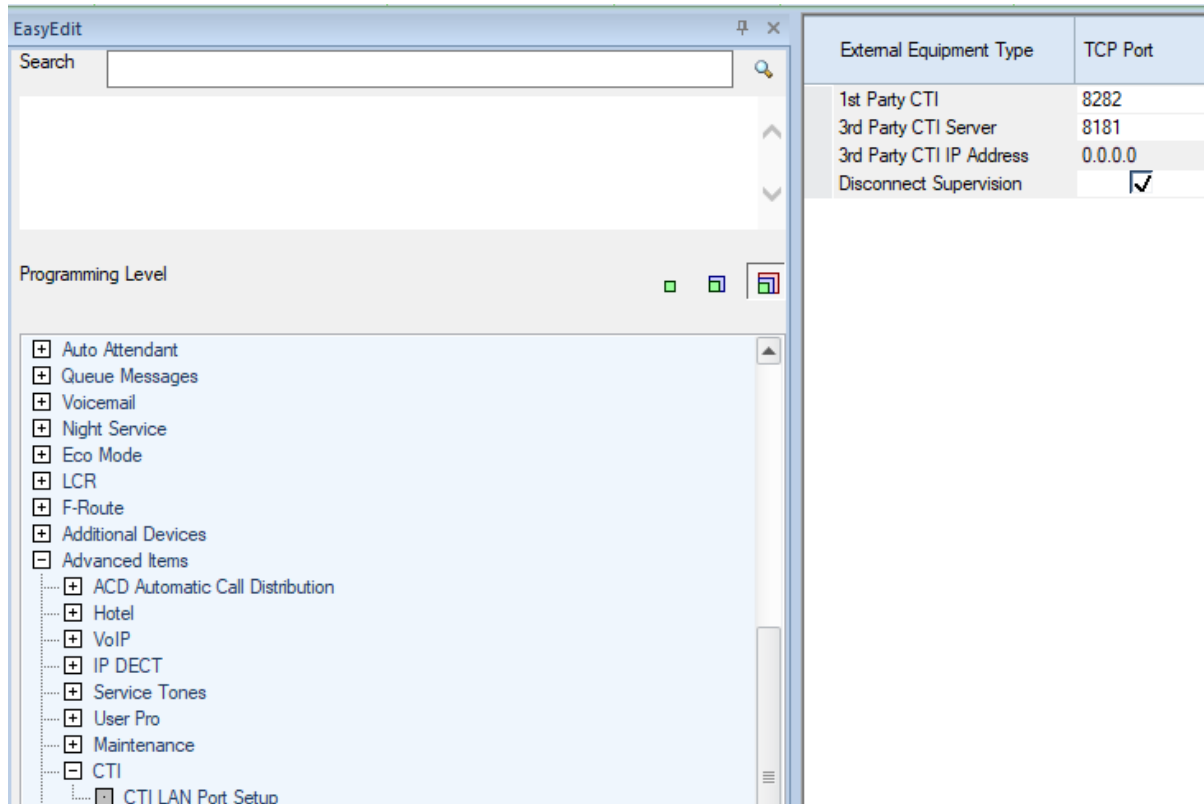 EasyEdit
Search
Programming Level
Auto Attendant
Queue Messages
Voicemail
Night Service
Eco Mode
LCR
F-Route
Additional Devices
Advanced Items
ACD Automatic Call Distribution
Hotel
VoIP
IP DECT
Service Tones
User Pro
Maintenance
CTI
CTI LAN Port Setup
External Equipment Type TCP Port
1st Party CTI 8282
3rd Party CTI Server 8181
3rd Party CTI IP Address 0.0.0.0
Disconnect Supervision